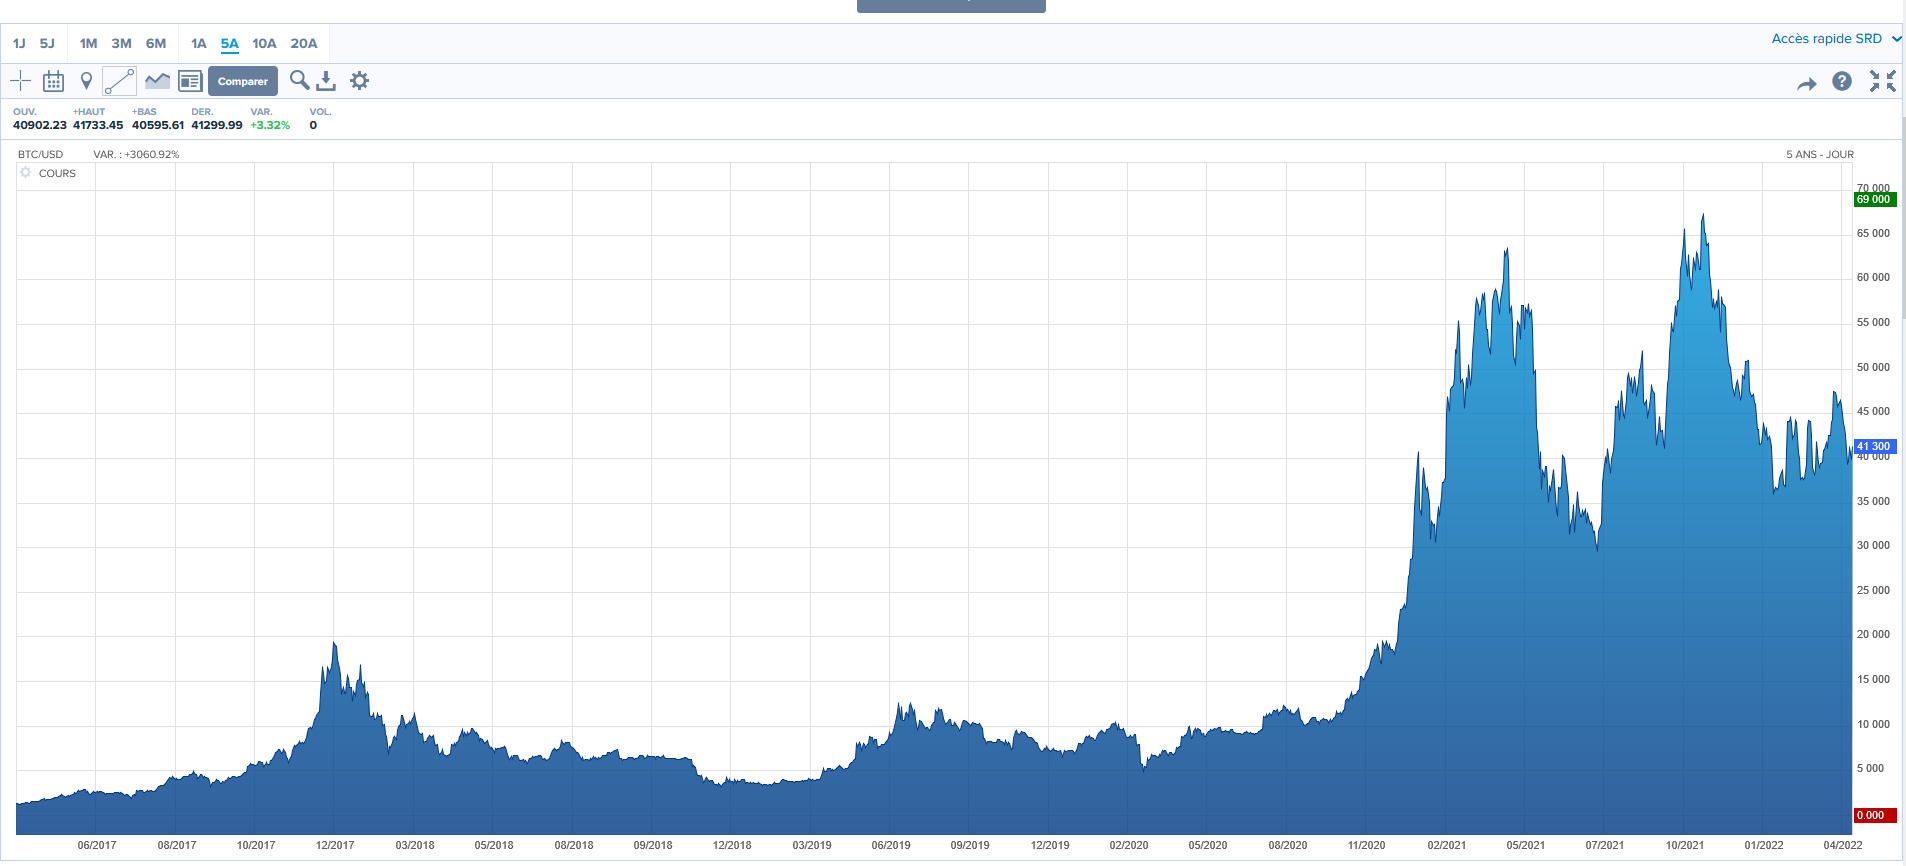 1J 5J 1M 3M 6M 1A 5A 10A 20A
Accès rapide SRD
Comparer
OUV. +HAUT +BAS DER. VAR. VOL.
40902.23 41733.45 40595.61 41299.99 +3.32% 0
BTC/USD VAR. : +3060.92% 5 ANS - JOUR
COURS
70 000
69 000
65 000
60 000
55 000
50 000
45 000
41 300
40 000
35 000
30 000
25 000
20 000
15 000
10 000
5 000
0.000
06/2017 08/2017 10/2017 12/2017 03/2018 05/2018 08/2018 09/2018 12/2018 03/2019 06/2019 09/2019 12/2019 02/2020 05/2020 08/2020 11/2020 02/2021 05/2021 07/2021 10/2021 01/2022 04/2022